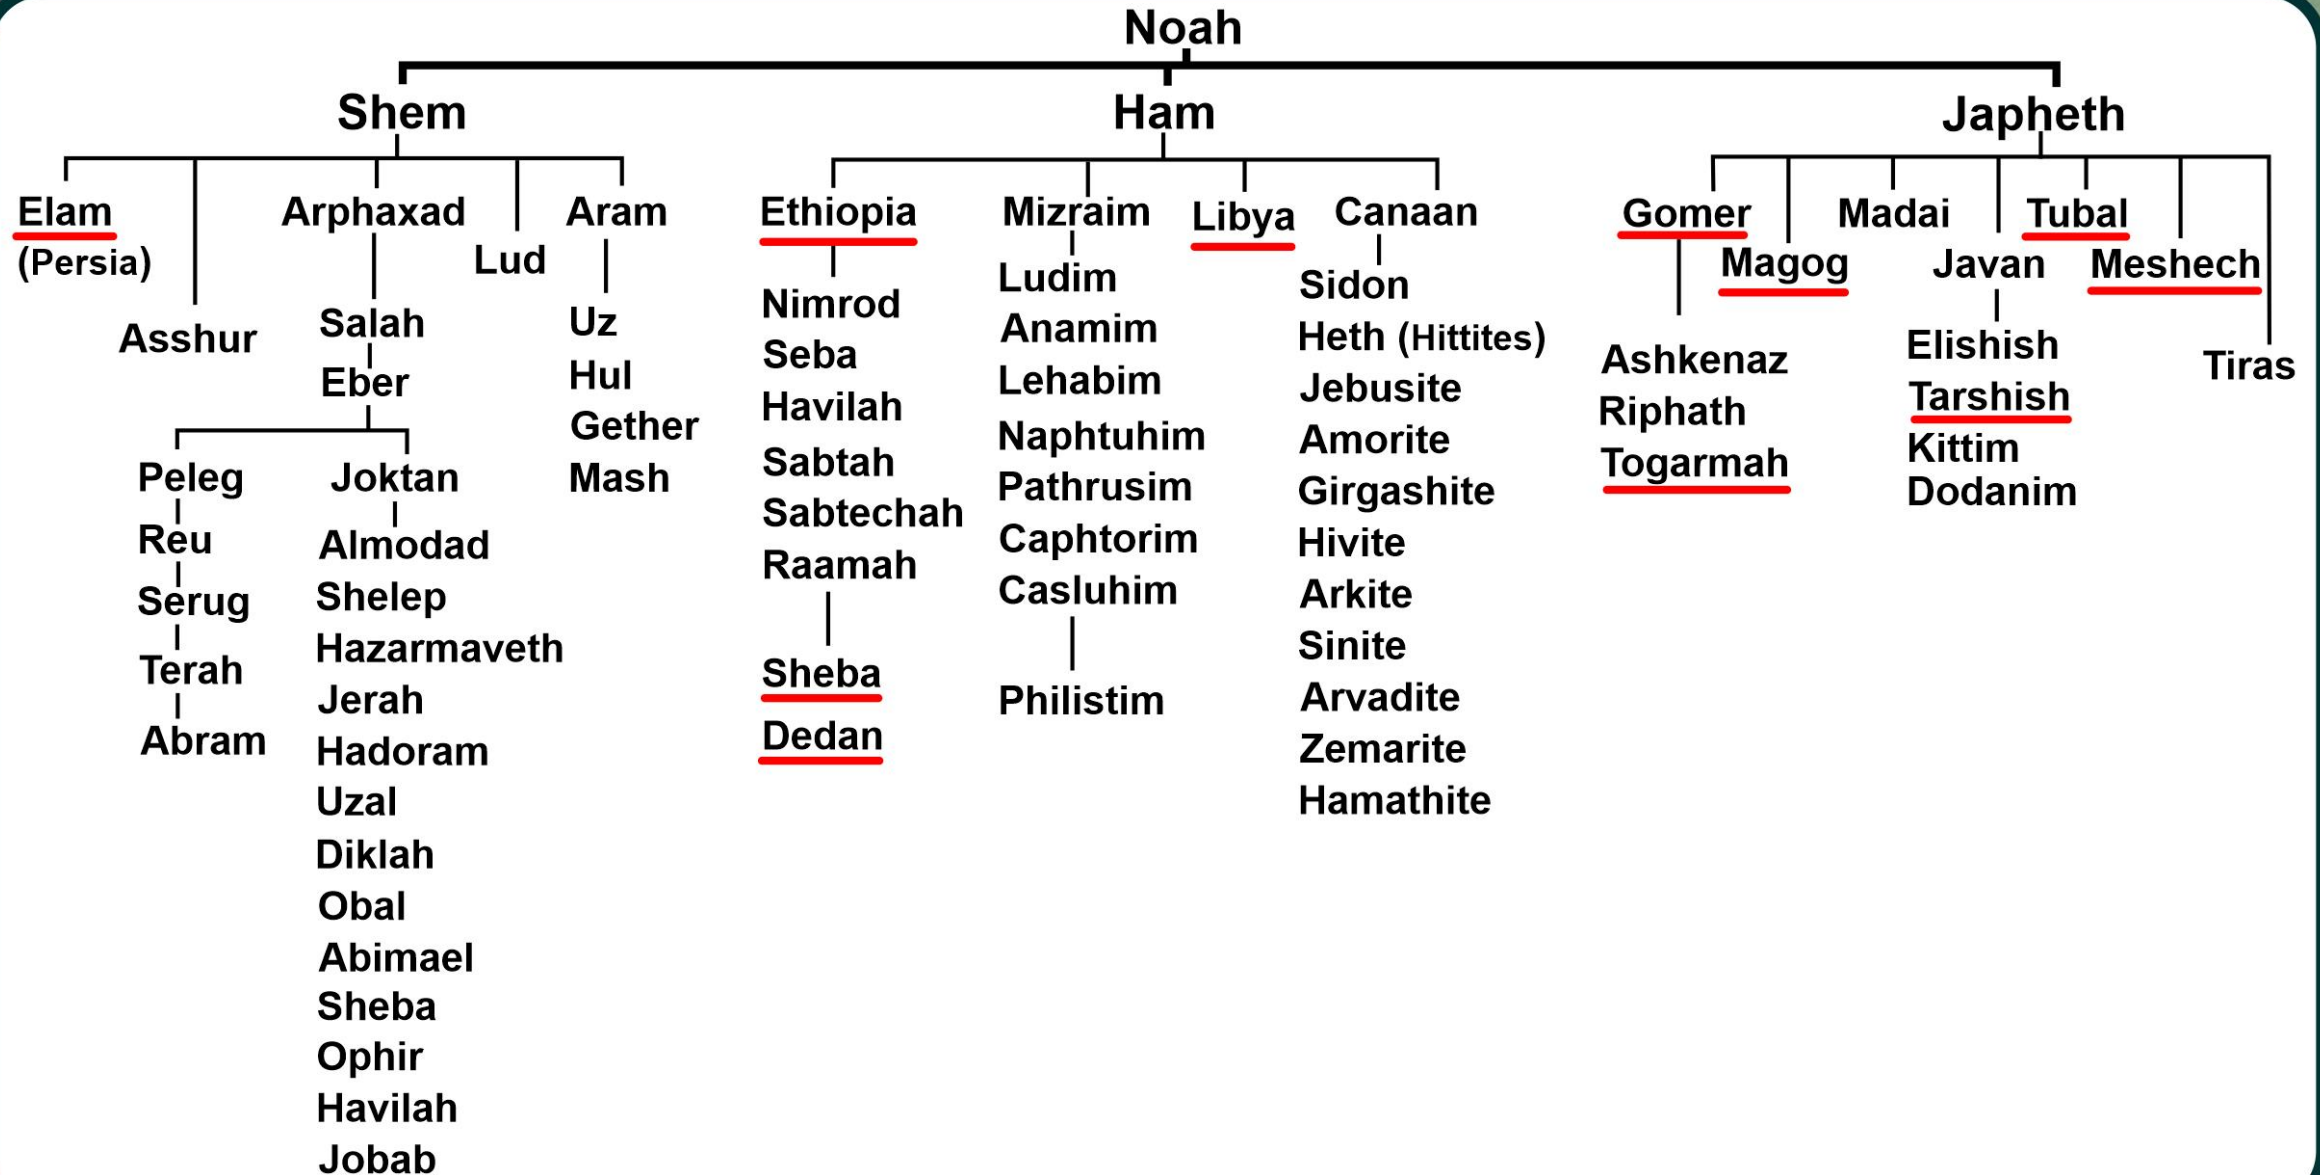 Noah
Shem
Ham
Japheth
Elam
(Persia)
Asshur
Arphaxad
Salah
Eber
Peleg
Reu
Serug
Terah
Abram
Joktan
Almodad
Shelep
Hazarmaveth
Jerah
Hadoram
Uzal
Diklah
Obal
Abimael
Sheba
Ophir
Havilah
Jobab
Lud
Aram
Uz
Hul
Gether
Mash
Ethiopia
Nimrod
Seba
Havilah
Sabtah
Sabtechah
Raamah
Sheba
Dedan
Mizraim
Ludim
Anamim
Lehabim
Naphtuhim
Pathrusim
Caphtorim
Casluhim
Philistim
Libya
Canaan
Sidon
Heth (Hittites)
Jebusite
Amorite
Girgashite
Hivite
Arkite
Sinite
Arvadite
Zemarite
Hamathite
Gomer
Ashkenaz
Riphath
Togarmah
Magog
Madai
Javan
Elishish
Tarshish
Kittim
Dodanim
Tubal
Meshech
Tiras